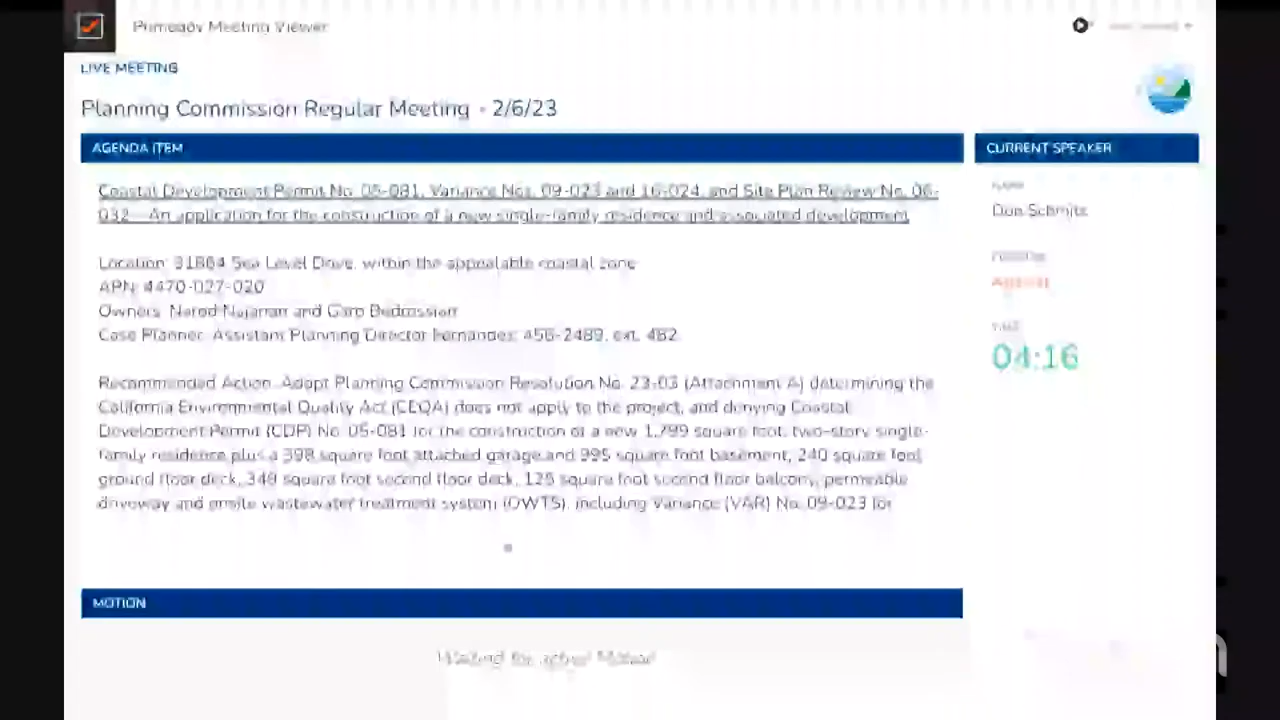 Primegov Meeting Viewer
LIVE MEETING
Planning Commission Regular Meeting - 2/6/23
AGENDA ITEM
CURRENT SPEAKER
Coastal Development Permit No. 05-081, Variance Nos. 09-023 and 16-024, and Site Plan Review No. 06-
032 - An application for the construction of a new single-family residence and associated development
Don Schmitz
Location: 31864 Sea Level Drive, within the appealable coastal zone
APN: 4470-027-020
Owners: and Garo Bedrossian
Case Planner: Assistant Planning Director Fernandez, 456-2489, ext. 482
04:16
Recommended Action: Adopt Planning Commission Resolution No. 23-03 (Attachment A) determining the
California Environmental Quality Act (CEQA) does not apply to the project, and denying Coastal
Development Permit (CDP) No. 05-081 for the construction of a new 1,799 square foot, two-story single-
family residence plus a 398 square foot attached garage and 995 square foot basement, 240 square foot
ground floor deck, 348 square foot second floor deck, 125 square foot second floor balcony, permeable
driveway and onsite wastewater treatment system (OWTS), including Variance (VAR) No. 09-023 for
MOTION
Waiting for active Motion